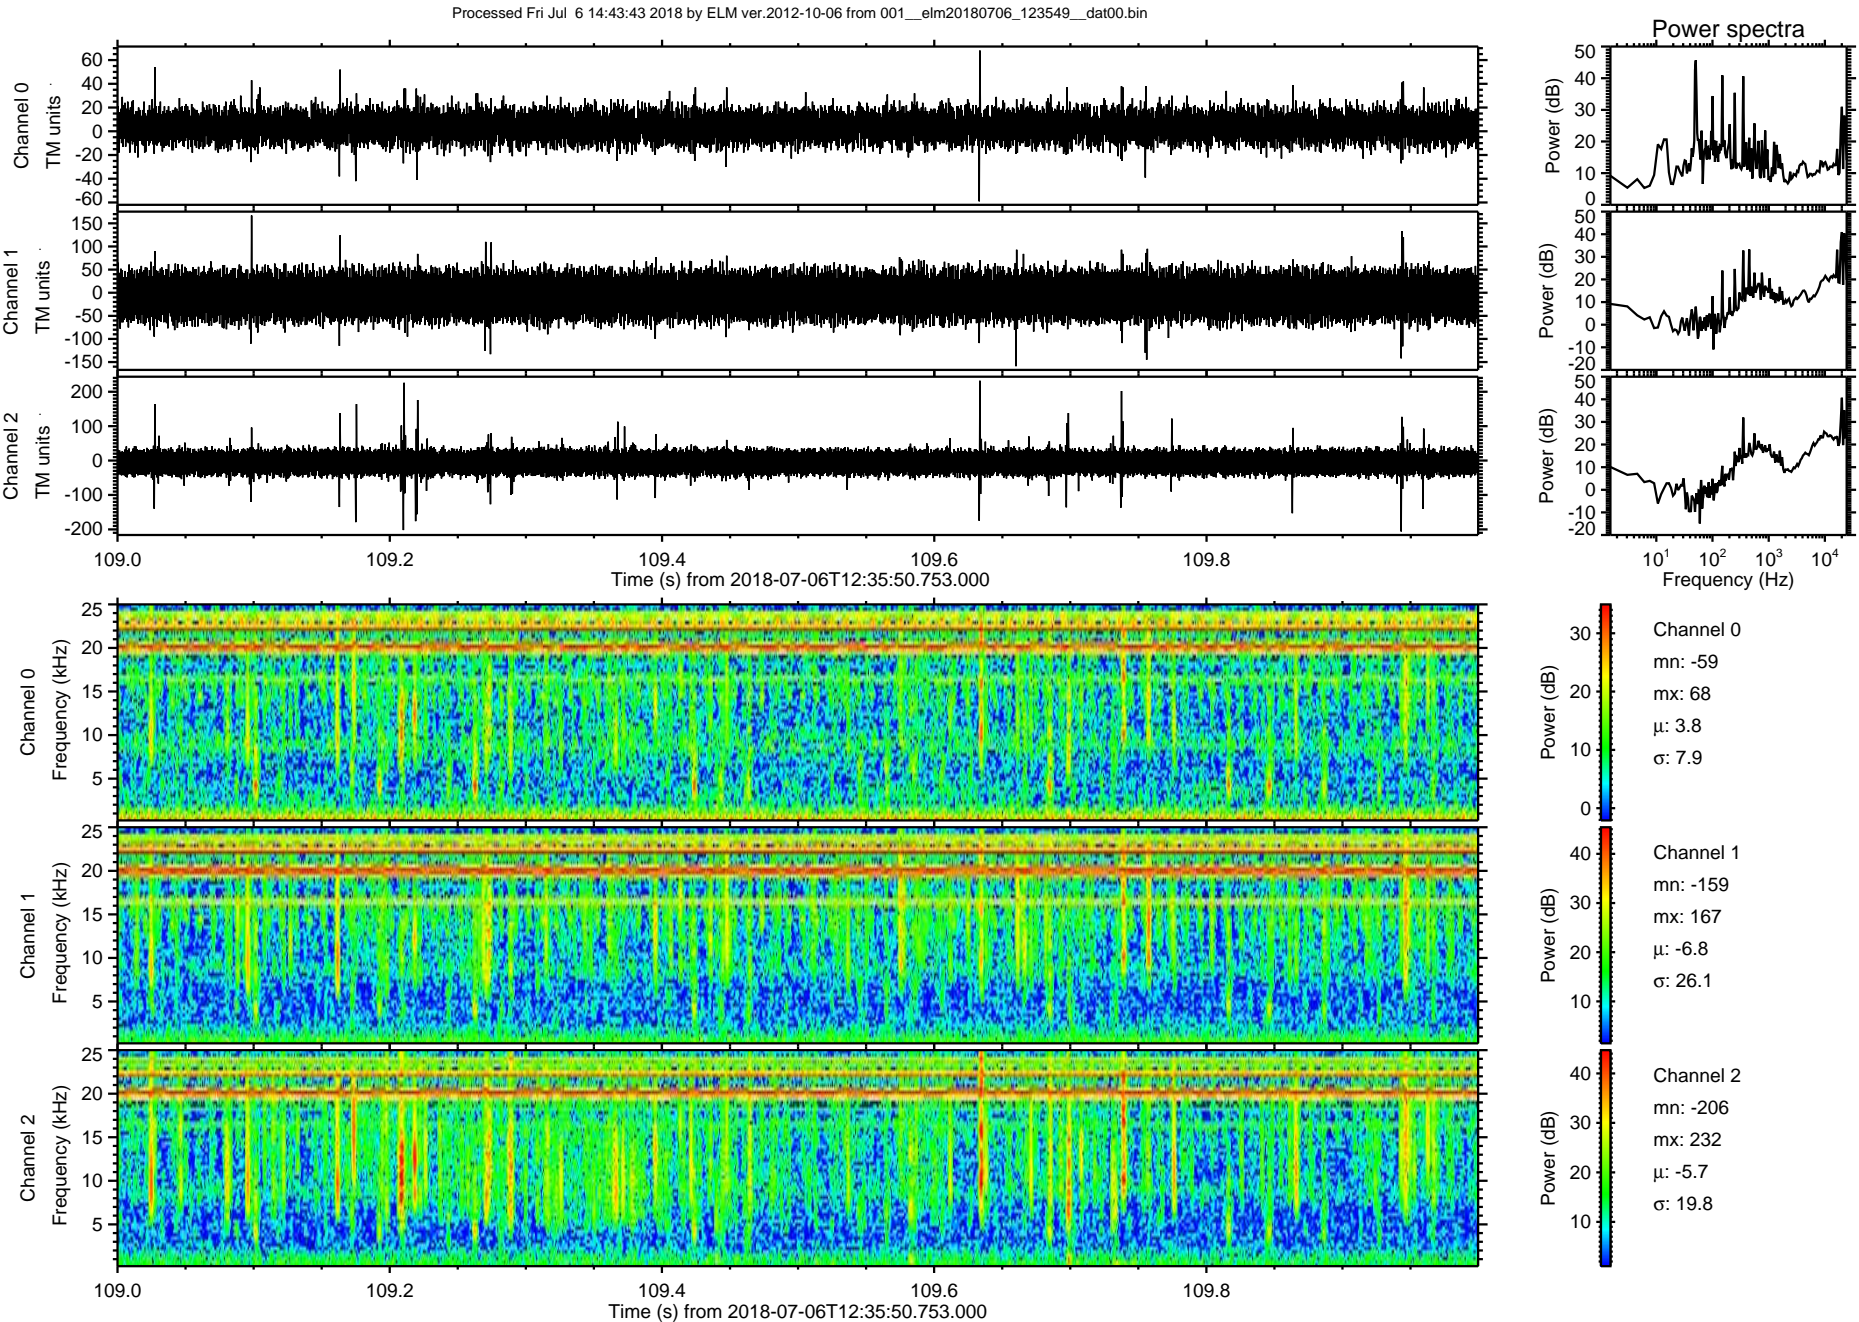 Processed Fri Jul  6 14:43:43 2018 by ELM ver.2012-10-06 from 001__elm20180706_123549__dat00.bin
Power spectra
Channel 0
TM units
60
40
20
0
-20
-40
-60
Power (dB)
50
40
30
20
10
0
Channel 1
TM units
150
100
50
0
-50
-100
-150
Power (dB)
50
40
30
20
10
0
-10
-20
Channel 2
TM units
200
100
0
-100
-200
Power (dB)
50
40
30
20
10
0
-10
-20
109.0 109.2 109.4 109.6 109.8
Time (s) from 2018-07-06T12:35:50.753.000
10^1 10^2 10^3 10^4
Frequency (Hz)
Channel 0
Frequency (kHz)
25
20
15
10
5
Power (dB)
30
20
10
0
Channel 0
mn: -59
mx: 68
μ: 3.8
σ: 7.9
Channel 1
Frequency (kHz)
25
20
15
10
5
Power (dB)
40
30
20
10
Channel 1
mn: -159
mx: 167
μ: -6.8
σ: 26.1
Channel 2
Frequency (kHz)
25
20
15
10
5
Power (dB)
40
30
20
10
Channel 2
mn: -206
mx: 232
μ: -5.7
σ: 19.8
109.0 109.2 109.4 109.6 109.8
Time (s) from 2018-07-06T12:35:50.753.000